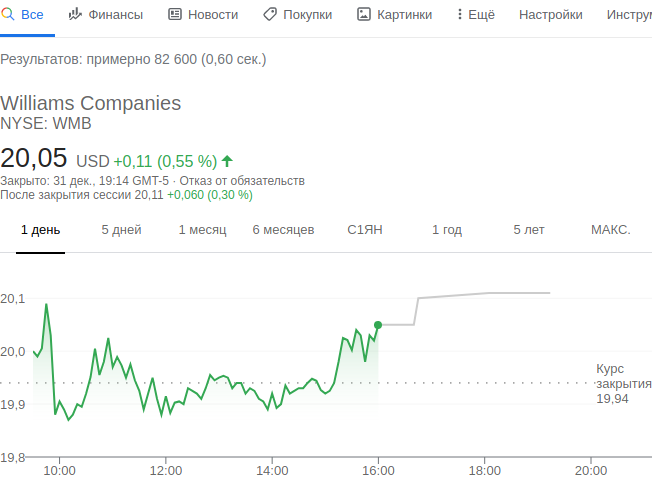 Все Финансы Новости Покупки Картинки Ещё Настройки Инструм
Результатов: примерно 82 600 (0,60 сек.)
Williams Companies
NYSE: WMB
20,05 USD +0,11 (0,55 %)
Закрыто: 31 дек., 19:14 GMT-5 · Отказ от обязательств
После закрытия сессии 20,11 +0,060 (0,30 %)
1 день 5 дней 1 месяц 6 месяцев С1ЯН 1 год 5 лет МАКС.
20,1
20,0
Курс
закрытия
19,94
19,9
19,8
10:00 12:00 14:00 16:00 18:00 20:00